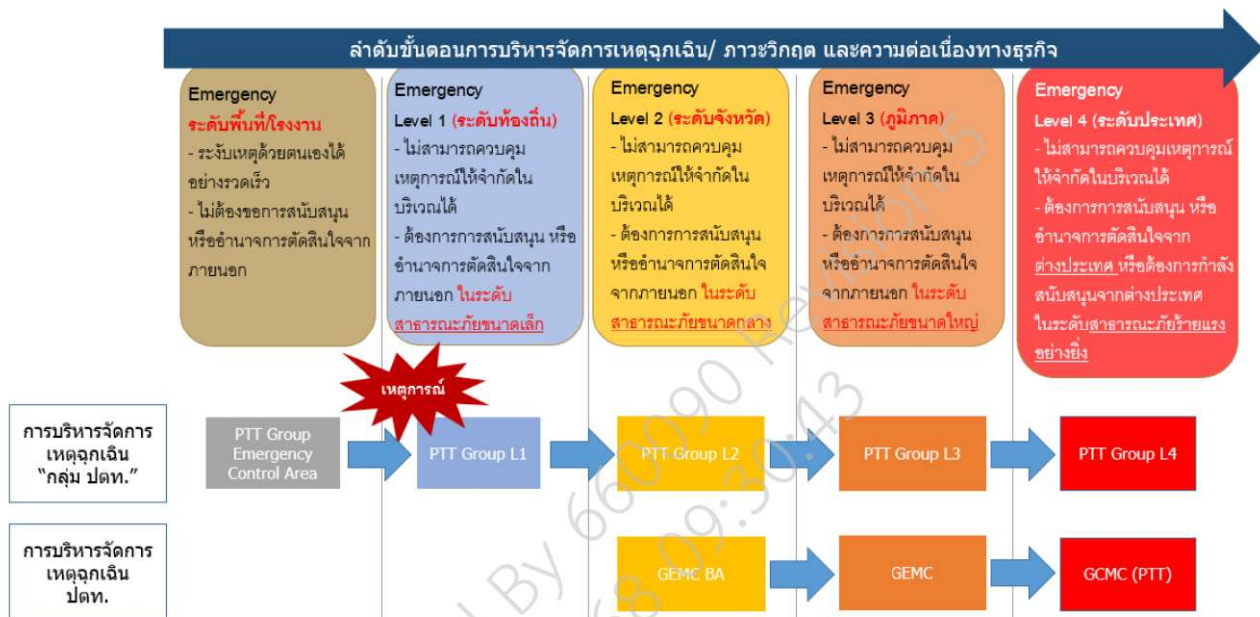 ลำดับขั้นตอนการบริหารจัดการเหตุฉุกเฉิน/ ภาวะวิกฤต และความต่อเนื่องทางธุรกิจ
Emergency
ระดับพื้นที่/โรงงาน
- ระงับเหตุด้วยตนเองได้
อย่างรวดเร็ว
- ไม่ต้องขอการสนับสนุน
หรืออำนาจการตัดสินใจจาก
ภายนอก
Emergency
Level 1 (ระดับท้องถิ่น)
- ไม่สามารถควบคุม
เหตุการณ์ให้จำกัดใน
บริเวณได้
- ต้องการการสนับสนุน หรือ
อำนาจการตัดสินใจจาก
ภายนอก ในระดับ
สาธารณะภัยขนาดเล็ก
Emergency
Level 2 (ระดับจังหวัด)
- ไม่สามารถควบคุม
เหตุการณ์ให้จำกัดใน
บริเวณได้
- ต้องการการสนับสนุน
หรืออำนาจการตัดสินใจ
จากภายนอก ในระดับ
สาธารณะภัยขนาดกลาง
Emergency
Level 3 (ภูมิภาค)
- ไม่สามารถควบคุม
เหตุการณ์ให้จำกัดใน
บริเวณได้
- ต้องการการสนับสนุน
หรืออำนาจการตัดสินใจ
จากภายนอก ในระดับ
สาธารณะภัยขนาดใหญ่
Emergency
Level 4 (ระดับประเทศ)
- ไม่สามารถควบคุมเหตุการณ์
ให้จำกัดในบริเวณได้
- ต้องการการสนับสนุน หรือ
อำนาจการตัดสินใจจาก
ต่างประเทศ หรือต้องการกำลัง
สนับสนุนจากต่างประเทศ
ในระดับสาธารณะภัยร้ายแรง
อย่างยิ่ง
เหตุการณ์
การบริหารจัดการ
เหตุฉุกเฉิน
"กลุ่ม ปตท."
PTT Group
Emergency
Control Area
PTT Group L1
PTT Group L2
PTT Group L3
PTT Group L4
การบริหารจัดการ
เหตุฉุกเฉิน
ปตท.
GEMC BA
GEMC
GCMC (PTT)
By 660090 Revision 5
09:30:43